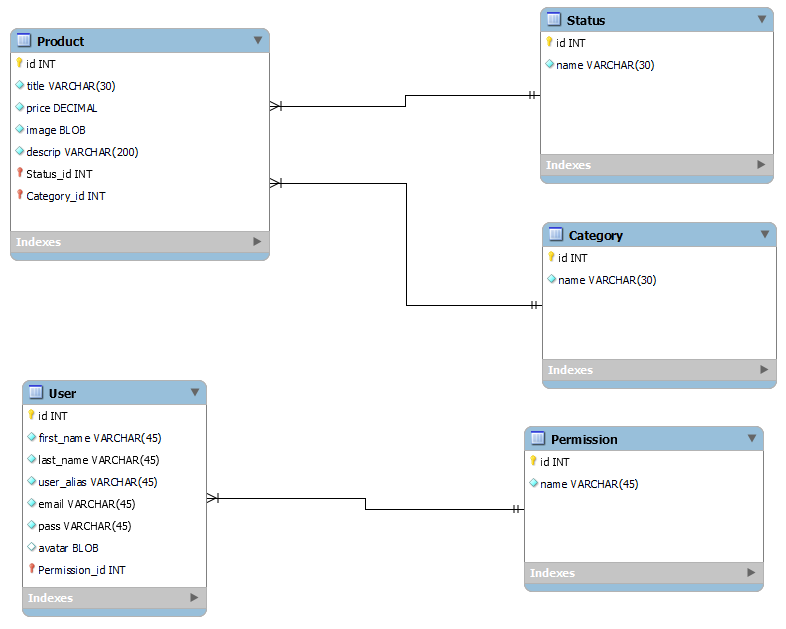 Product
id INT
title VARCHAR(30)
price DECIMAL
image BLOB
descrip VARCHAR(200)
Status_id INT
Category_id INT
Indexes
Status
id INT
name VARCHAR(30)
Indexes
Category
id INT
name VARCHAR(30)
Indexes
User
id INT
first_name VARCHAR(45)
last_name VARCHAR(45)
user_alias VARCHAR(45)
email VARCHAR(45)
pass VARCHAR(45)
avatar BLOB
Permission_id INT
Indexes
Permission
id INT
name VARCHAR(45)
Indexes